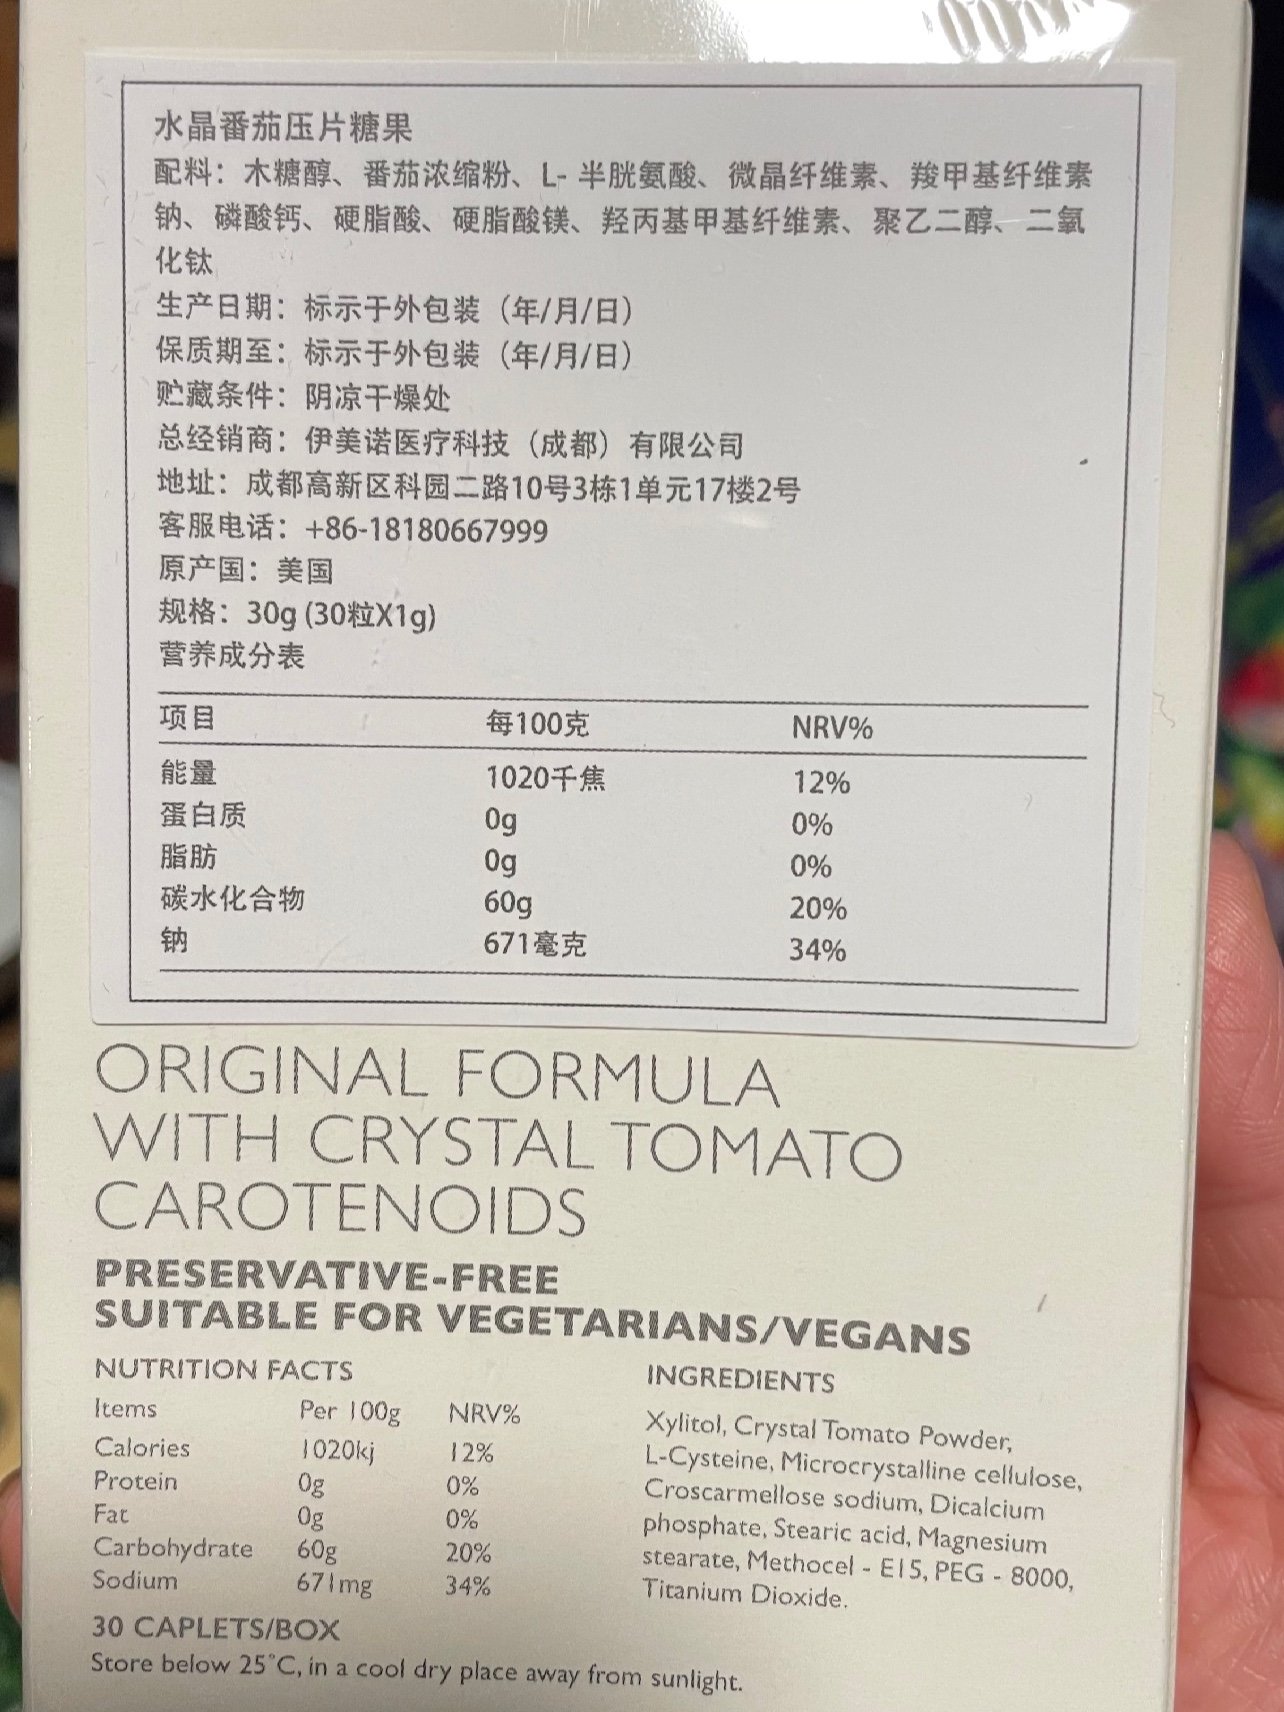 水晶番茄压片糖果
配料：木糖醇、番茄浓缩粉、L- 半胱氨酸、微晶纤维素、羧甲基纤维素
钠、磷酸钙、硬脂酸、硬脂酸镁、羟丙基甲基纤维素、聚乙二醇、二氧
化钛
生产日期：标示于外包装（年/月/日）
保质期至：标示于外包装（年/月/日）
贮藏条件：阴凉干燥处
总经销商：伊美诺医疗科技（成都）有限公司
地址：成都高新区科园二路10号3栋1单元17楼2号
客服电话：+86-18180667999
原产国：美国
规格：30g (30粒X1g)
营养成分表
项目 每100克 NRV%
能量 1020千焦 12%
蛋白质 0g 0%
脂肪 0g 0%
碳水化合物 60g 20%
钠 671毫克 34%
ORIGINAL FORMULA
WITH CRYSTAL TOMATO
CAROTENOIDS
PRESERVATIVE-FREE
SUITABLE FOR VEGETARIANS/VEGANS
NUTRITION FACTS
Items Per 100g NRV%
Calories 1020kj 12%
Protein 0g 0%
Fat 0g 0%
Carbohydrate 60g 20%
Sodium 671mg 34%
INGREDIENTS
Xylitol, Crystal Tomato Powder,
L-Cysteine, Microcrystalline cellulose,
Croscarmellose sodium, Dicalcium
phosphate, Stearic acid, Magnesium
stearate, Methocel - E15, PEG - 8000,
Titanium Dioxide.
30 CAPLETS/BOX
Store below 25°C, in a cool dry place away from sunlight.